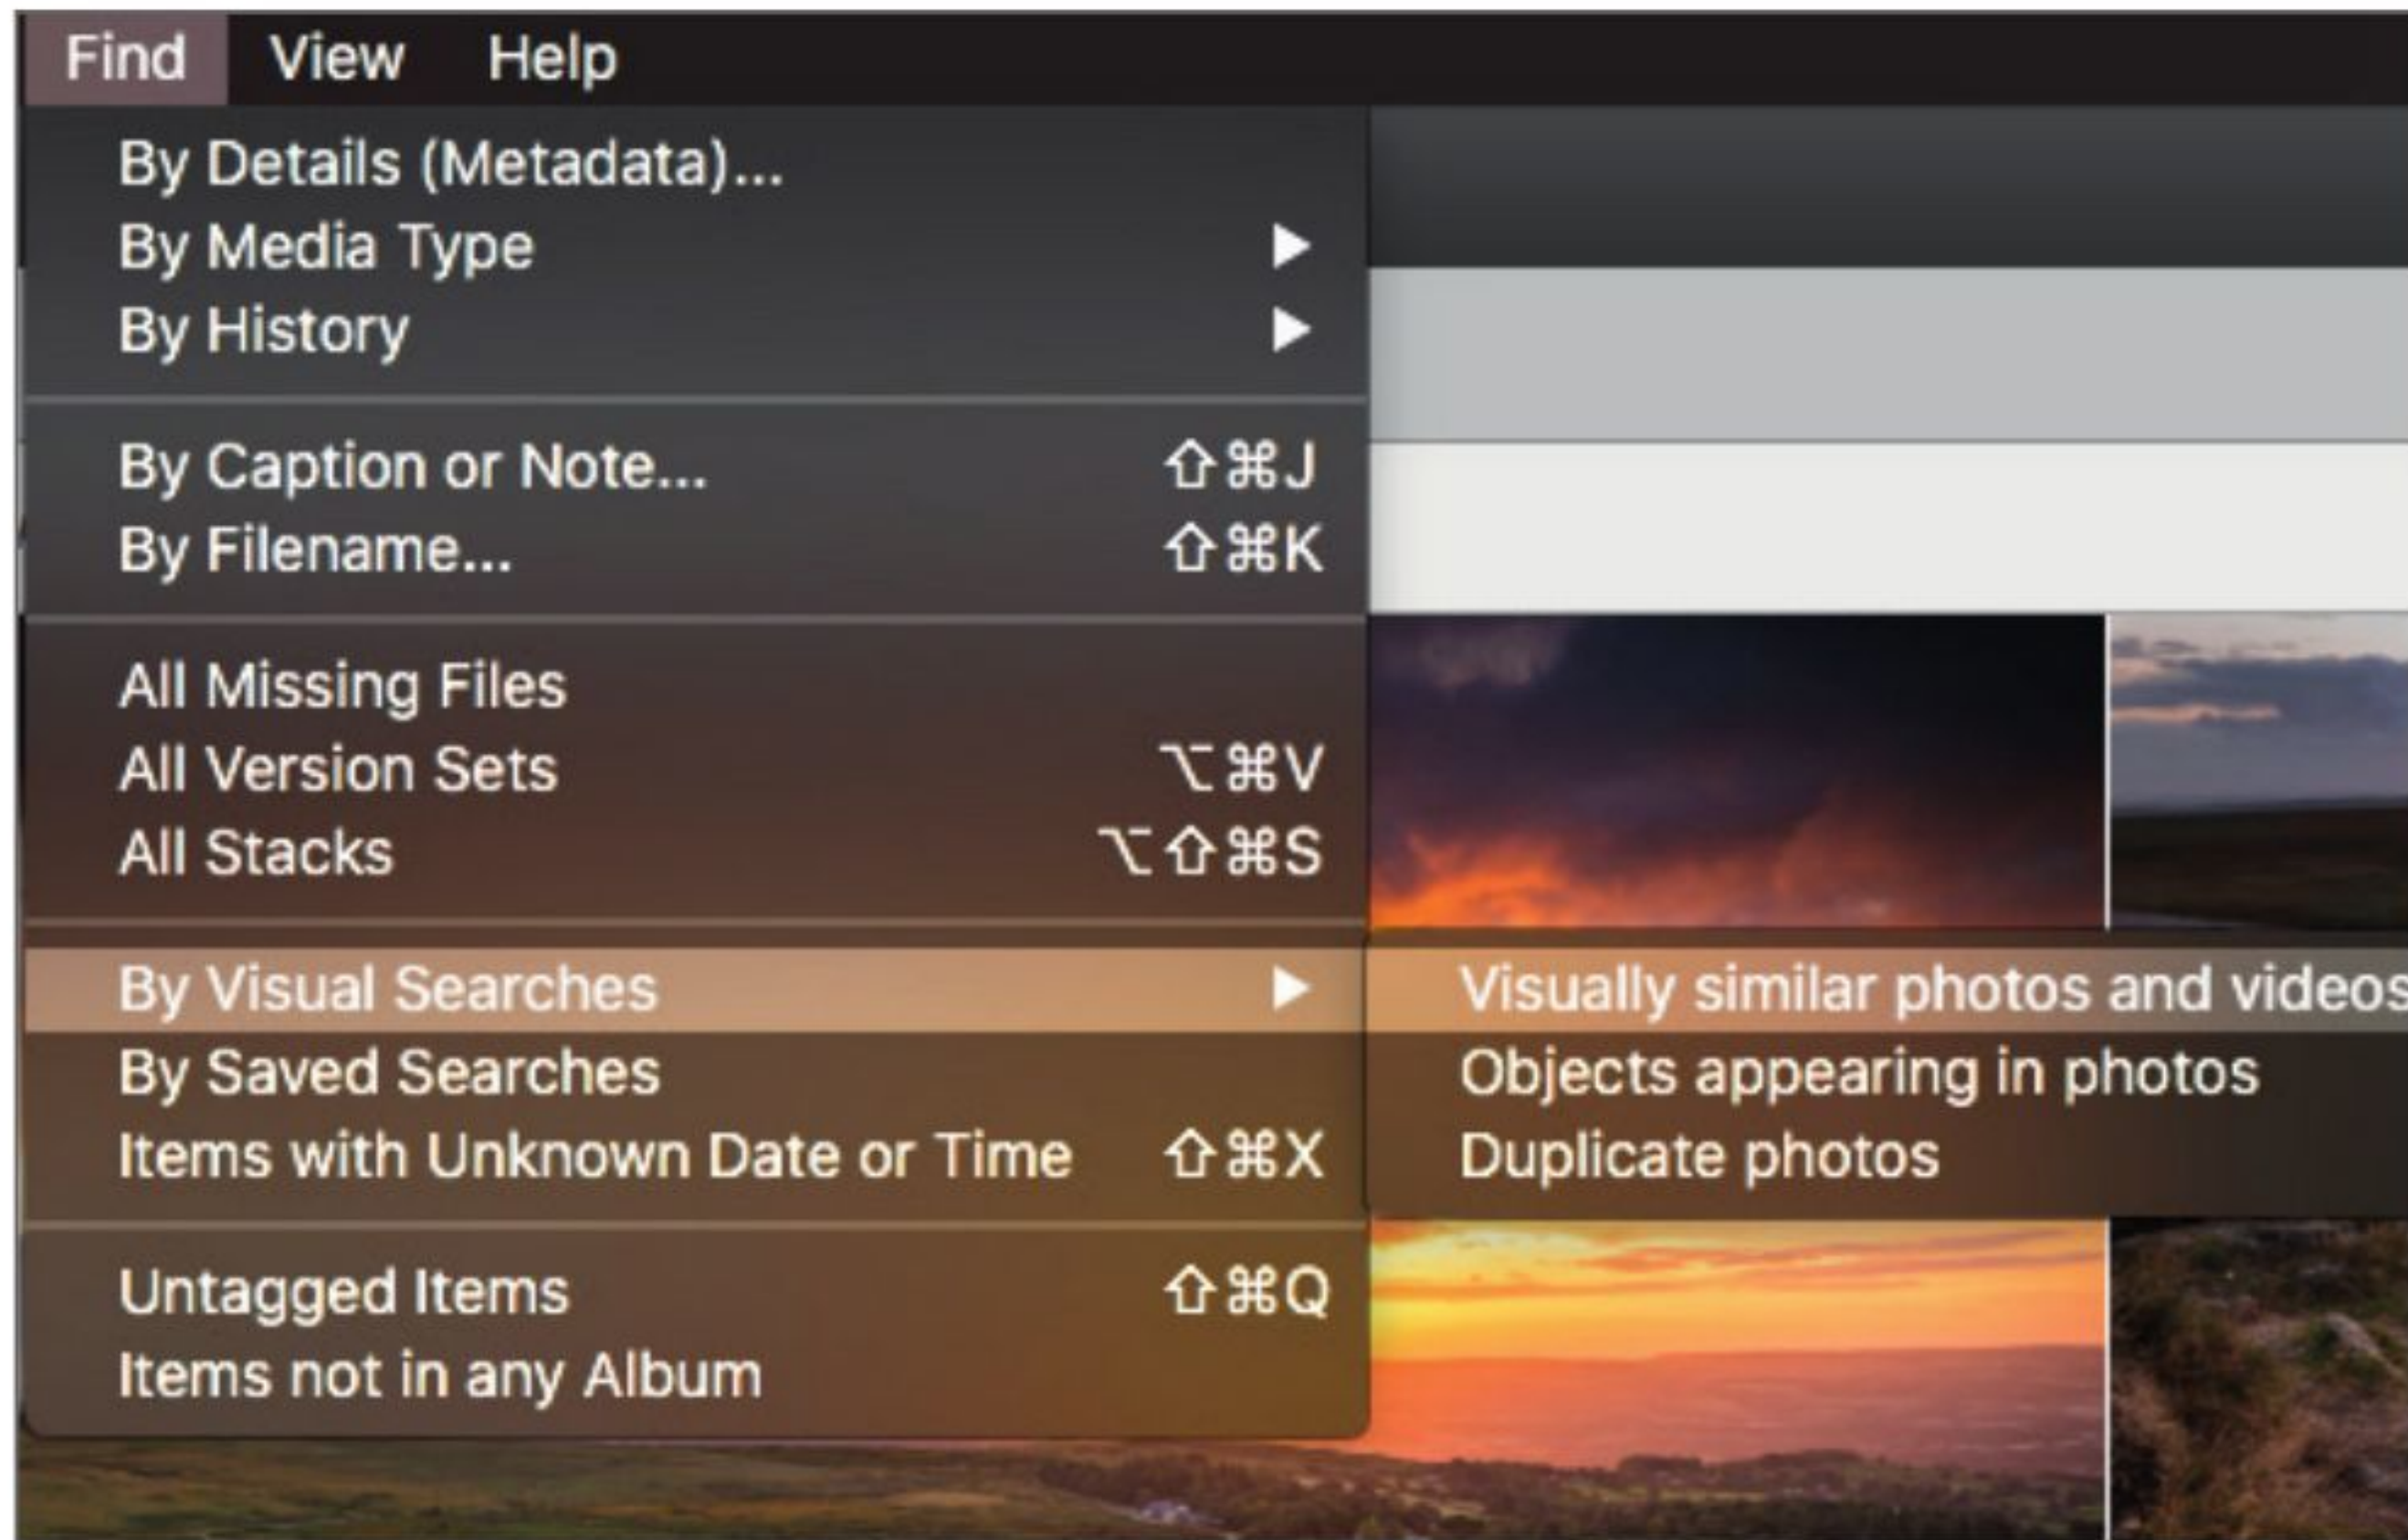 Find View Help
By Details (Metadata)...
By Media Type ▶
By History ▶
By Caption or Note... ⇧⌘J
By Filename... ⇧⌘K
All Missing Files
All Version Sets ⌥⌘V
All Stacks ⌥⇧⌘S
By Visual Searches ▶ Visually similar photos and videos
By Saved Searches Objects appearing in photos
Items with Unknown Date or Time ⇧⌘X Duplicate photos
Untagged Items ⇧⌘Q
Items not in any Album